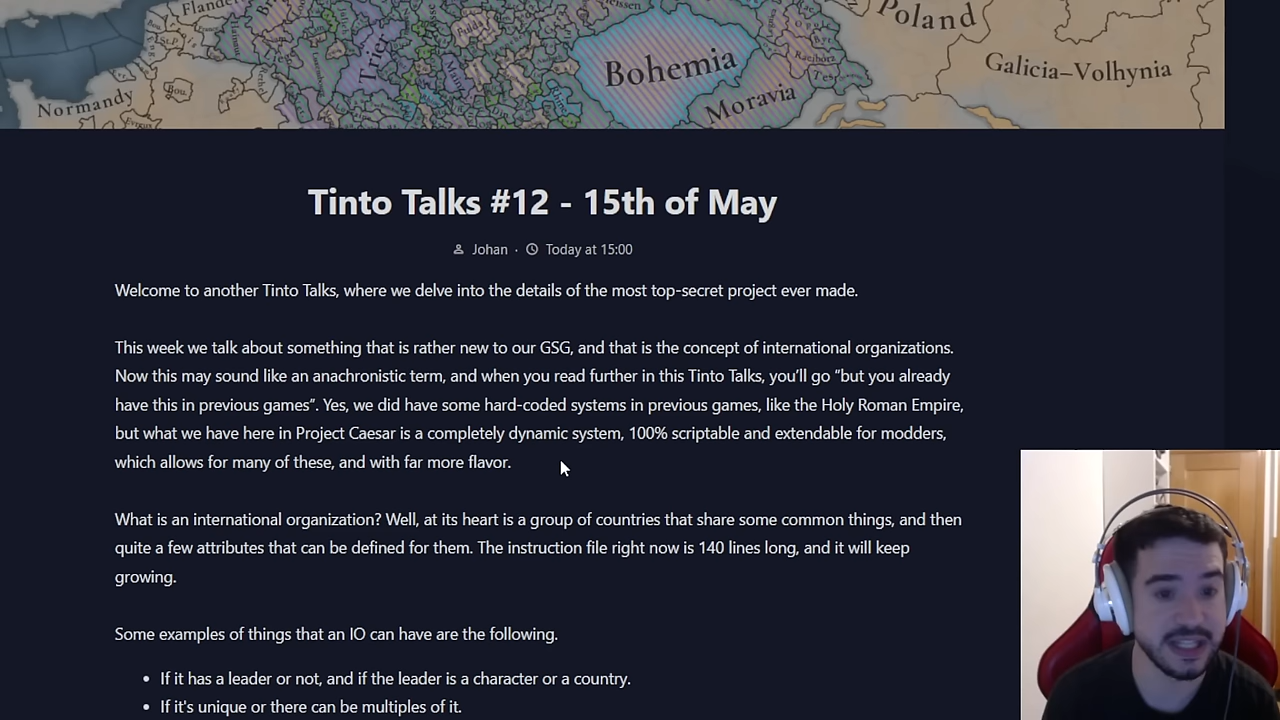 Flande
Trier
Bohemia
Moravia
Poland
Galicia–Volhynia
Normandy
Bou.
Tinto Talks #12 - 15th of May
Johan · Today at 15:00
Welcome to another Tinto Talks, where we delve into the details of the most top-secret project ever made.
This week we talk about something that is rather new to our GSG, and that is the concept of international organizations.
Now this may sound like an anachronistic term, and when you read further in this Tinto Talks, you’ll go “but you already
have this in previous games”. Yes, we did have some hard-coded systems in previous games, like the Holy Roman Empire,
but what we have here in Project Caesar is a completely dynamic system, 100% scriptable and extendable for modders,
which allows for many of these, and with far more flavor.
What is an international organization? Well, at its heart is a group of countries that share some common things, and then
quite a few attributes that can be defined for them. The instruction file right now is 140 lines long, and it will keep
growing.
Some examples of things that an IO can have are the following.
• If it has a leader or not, and if the leader is a character or a country.
• If it's unique or there can be multiples of it.